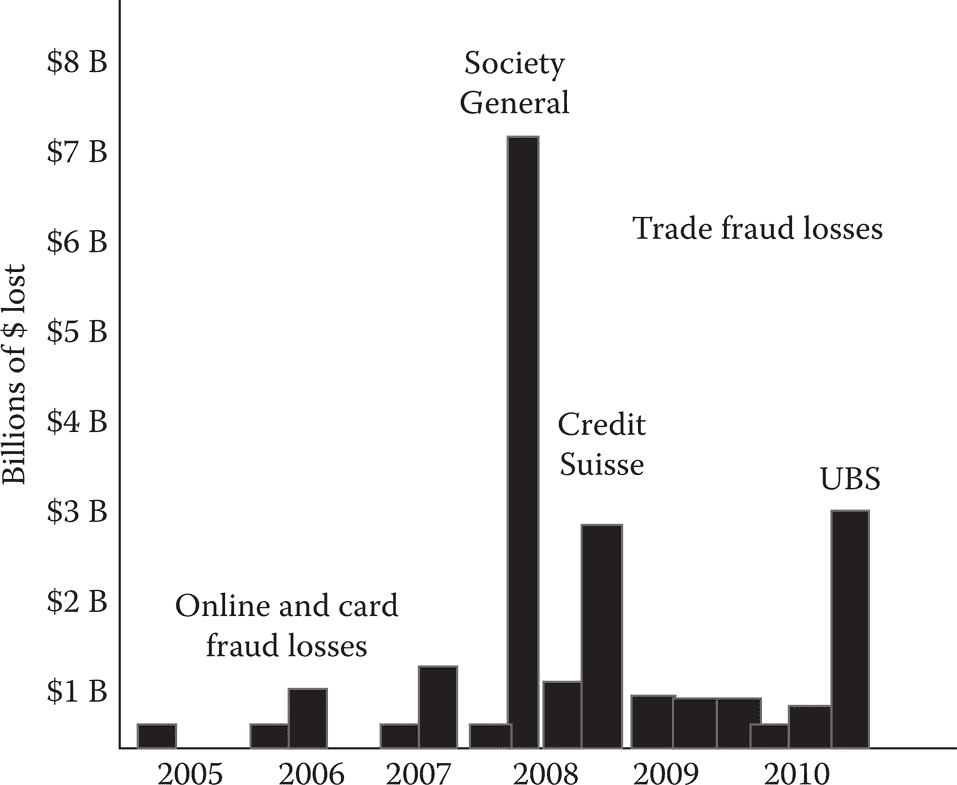 $8 B
$7 B
$6 B
$5 B
$4 B
$3 B
$2 B
$1 B
Billions of $ lost
Society
General
Trade fraud losses
Credit
Suisse
UBS
Online and card
fraud losses
2005
2006
2007
2008
2009
2010